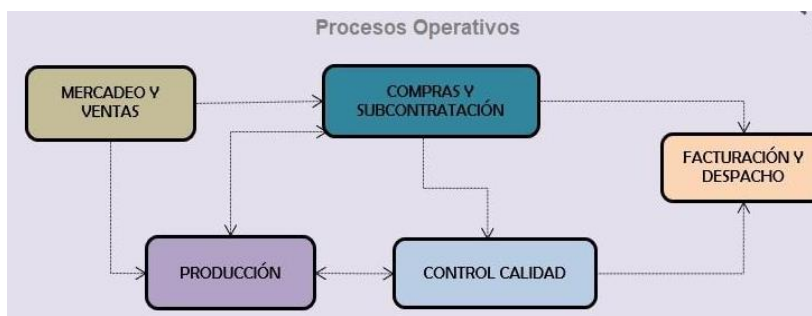 Procesos Operativos
MERCADEO Y
VENTAS
COMPRAS Y
SUBCONTRATACIÓN
FACTURACIÓN Y
DESPACHO
PRODUCCIÓN
CONTROL CALIDAD